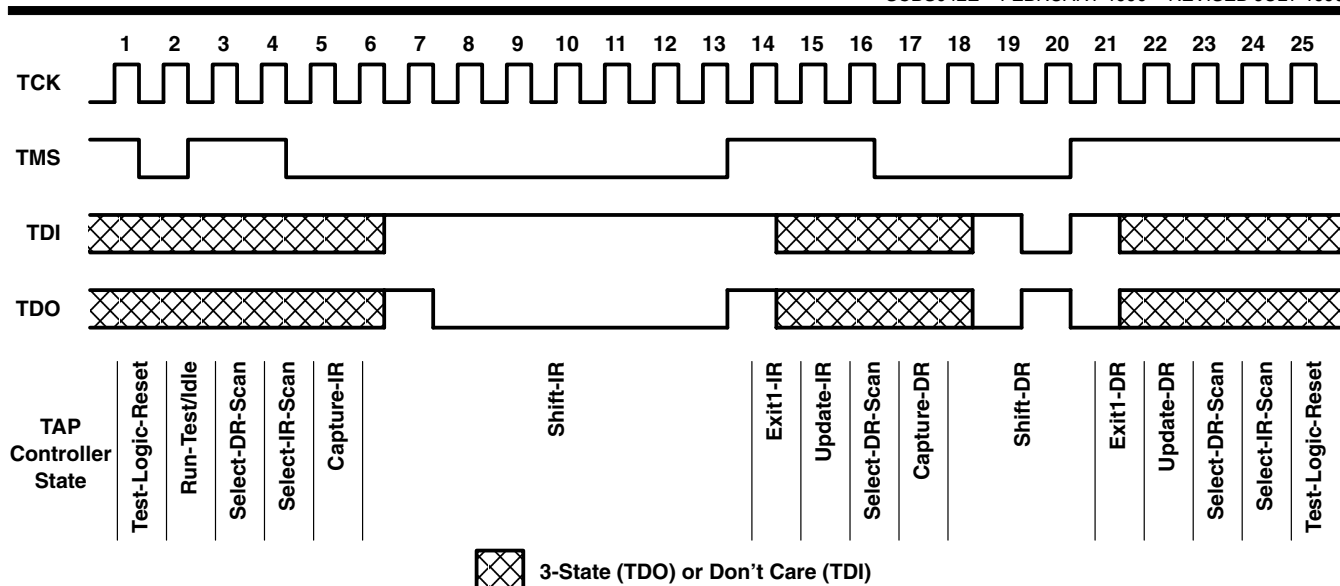 1 2 3 4 5 6 7 8 9 10 11 12 13 14 15 16 17 18 19 20 21 22 23 24 25
TCK
TMS
TDI
TDO
TAP
Controller
State
Test-Logic-Reset
Run-Test/Idle
Select-DR-Scan
Select-IR-Scan
Capture-IR
Shift-IR
Exit1-IR
Update-IR
Select-DR-Scan
Capture-DR
Shift-DR
Exit1-DR
Update-DR
Select-DR-Scan
Select-IR-Scan
Test-Logic-Reset
3-State (TDO) or Don't Care (TDI)